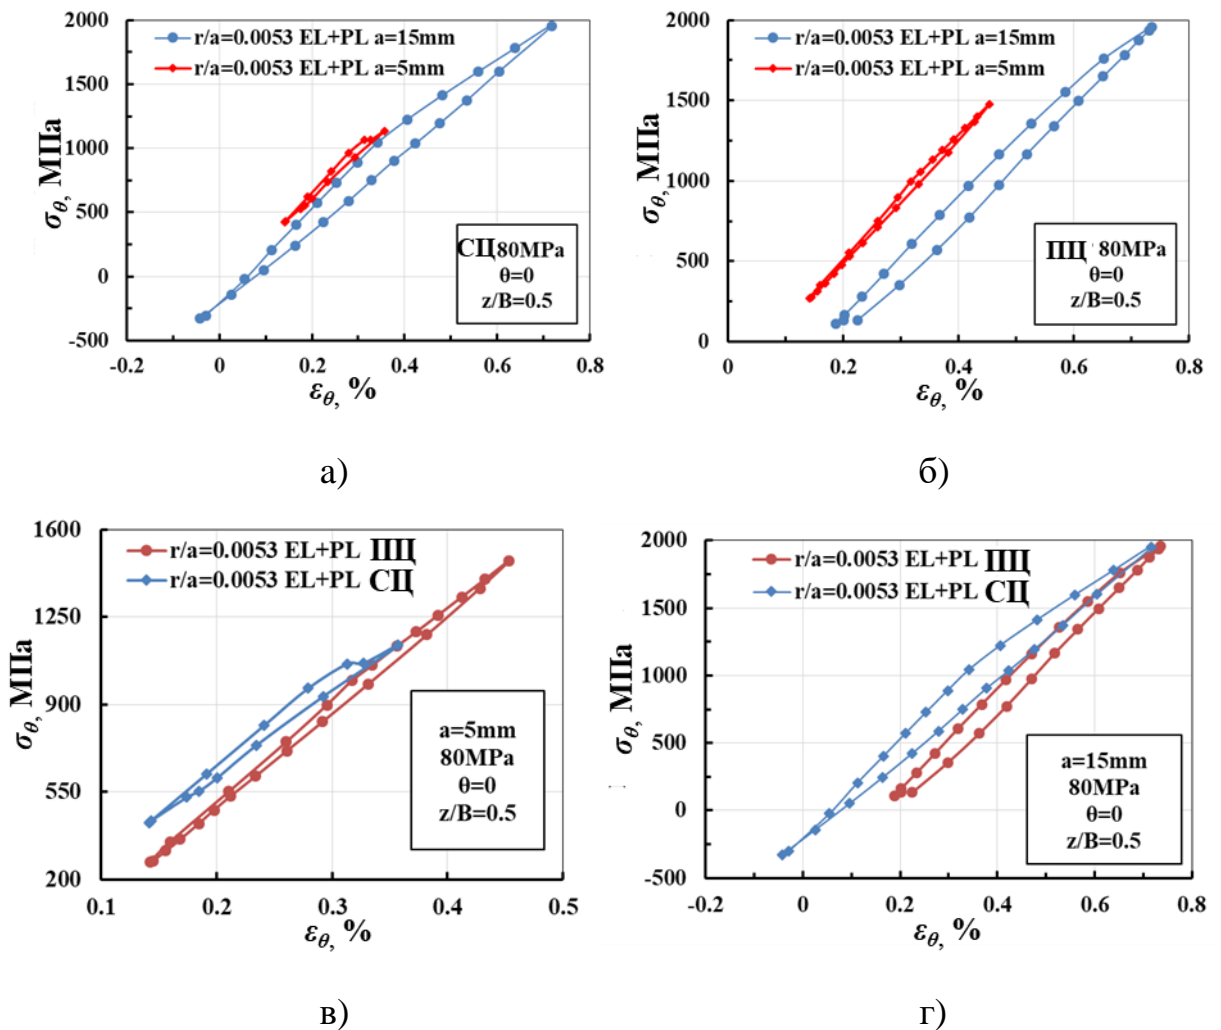 2000
1500
1000
500
0
-500
σθ, МПа
r/a=0.0053 EL+PL a=15mm
r/a=0.0053 EL+PL a=5mm
СЦ 80MPa
θ=0
z/B=0.5
-0.2 0 0.2 0.4 0.6 0.8
εθ, %
а)
2000
1500
1000
500
0
σθ, МПа
r/a=0.0053 EL+PL a=15mm
r/a=0.0053 EL+PL a=5mm
ПЦ 80MPa
θ=0
z/B=0.5
0 0.2 0.4 0.6 0.8
εθ, %
б)
1600
1250
900
550
200
σθ, МПа
r/a=0.0053 EL+PL ПЦ
r/a=0.0053 EL+PL СЦ
a=5mm
80MPa
θ=0
z/B=0.5
0.1 0.2 0.3 0.4 0.5
εθ, %
в)
2000
1500
1000
500
0
-500
σθ, МПа
r/a=0.0053 EL+PL ПЦ
r/a=0.0053 EL+PL СЦ
a=15mm
80MPa
θ=0
z/B=0.5
-0.2 0 0.2 0.4 0.6 0.8
εθ, %
г)